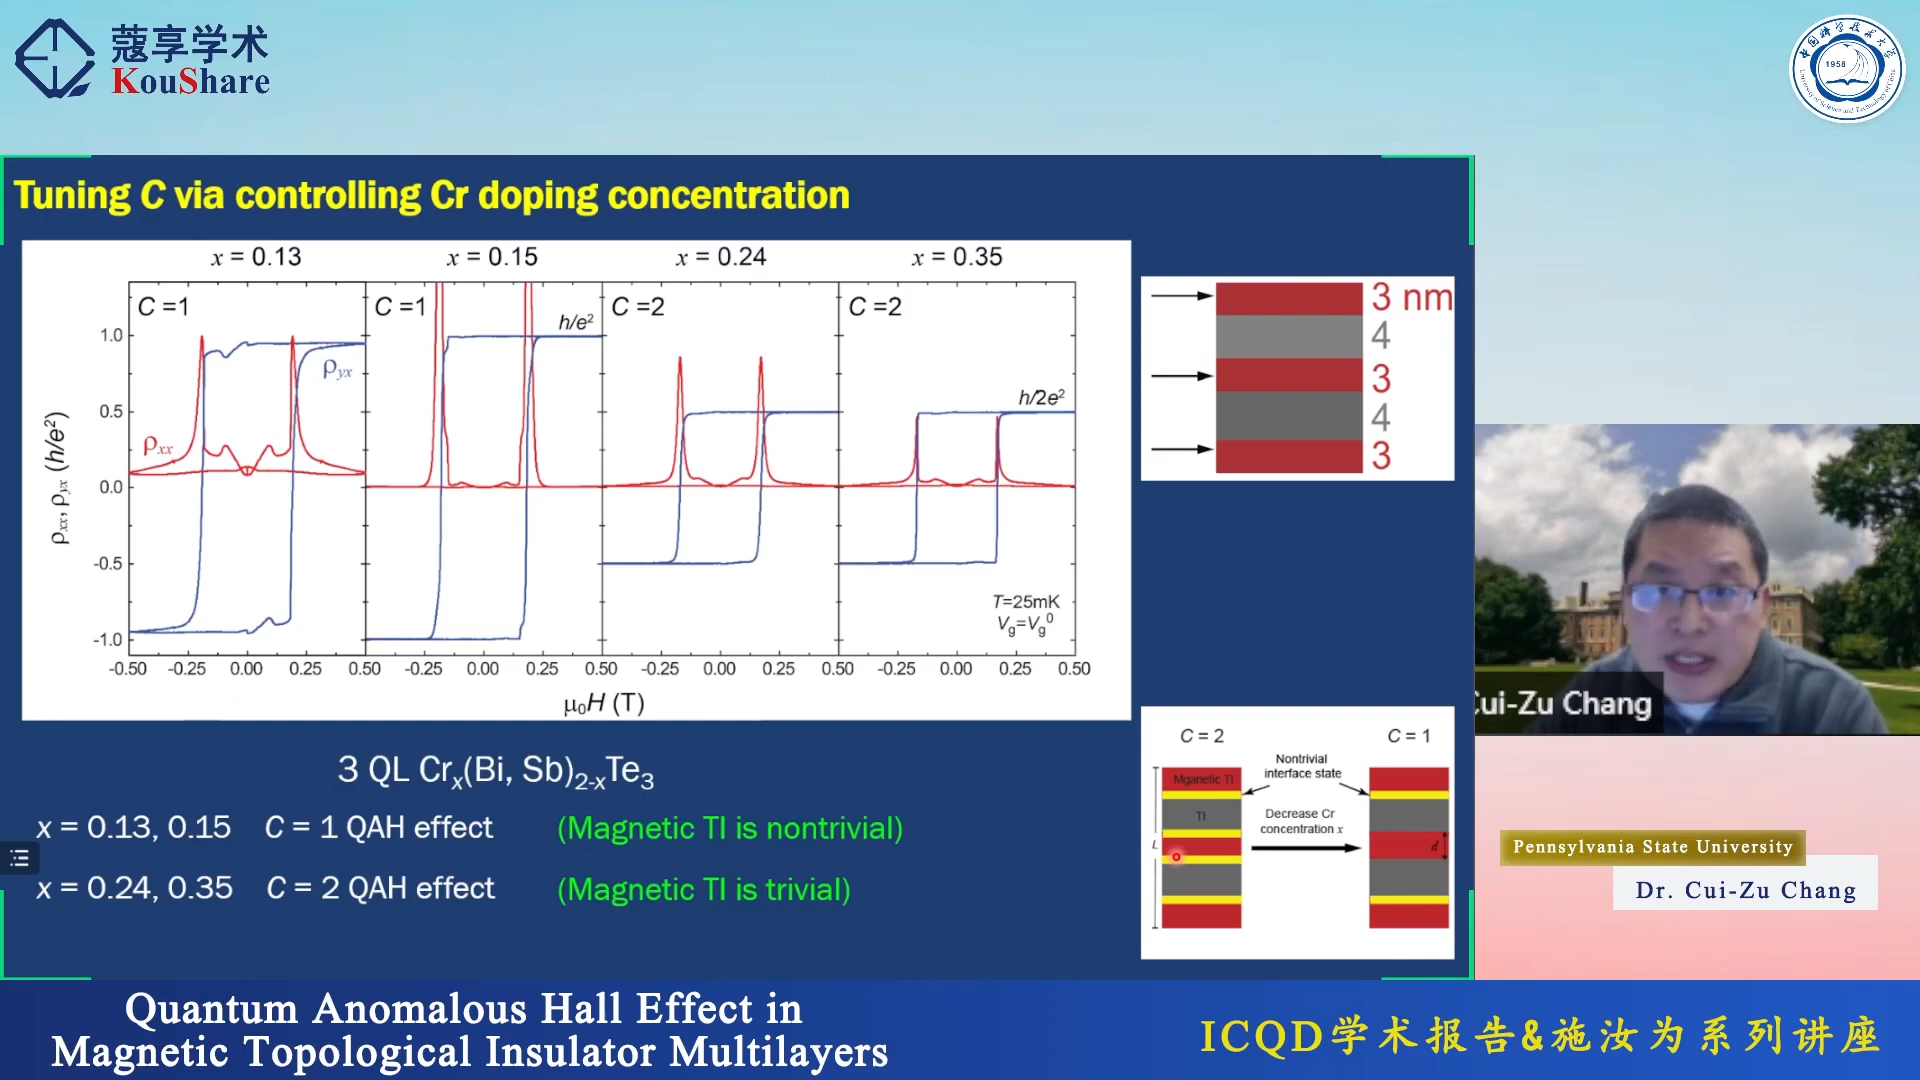 蔻享学术
KouShare
1958
Tuning C via controlling Cr doping concentration
x = 0.13
x = 0.15
x = 0.24
x = 0.35
C =1
C =1
C =2
C =2
h/e²
h/2e²
ρyx
ρxx
ρxx, ρyx (h/e²)
1.0
0.5
0.0
-0.5
-1.0
T=25mK
Vg=Vg⁰
-0.50 -0.25 0.00 0.25 0.50 -0.25 0.00 0.25 0.50 -0.25 0.00 0.25 0.50 -0.25 0.00 0.25 0.50
μ₀H (T)
3 nm
4
3
4
3
3 QL Crx(Bi, Sb)2-xTe3
x = 0.13, 0.15 C = 1 QAH effect (Magnetic TI is nontrivial)
x = 0.24, 0.35 C = 2 QAH effect (Magnetic TI is trivial)
C = 2
C = 1
Nontrivial
interface state
Mganetic TI
TI
L
d
Decrease Cr
concentration x
Cui-Zu Chang
Pennsylvania State University
Dr. Cui-Zu Chang
Quantum Anomalous Hall Effect in
Magnetic Topological Insulator Multilayers
ICQD学术报告&施汝为系列讲座